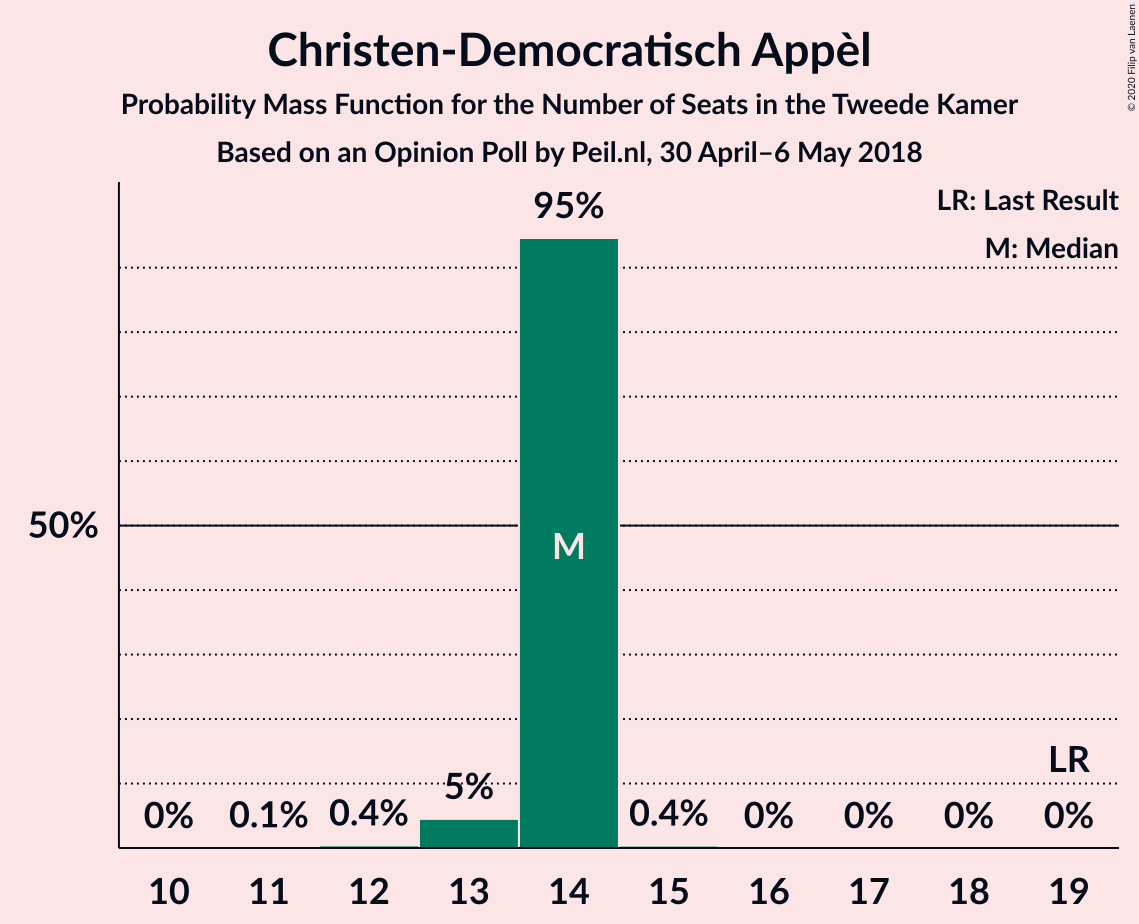 Christen-Democratisch Appèl
Probability Mass Function for the Number of Seats in the Tweede Kamer
Based on an Opinion Poll by Peil.nl, 30 April–6 May 2018
© 2020 Filip van Laenen
LR: Last Result
M: Median
95%
50%
M
LR
5%
0% 0.1% 0.4% 0.4% 0% 0% 0% 0%
10 11 12 13 14 15 16 17 18 19